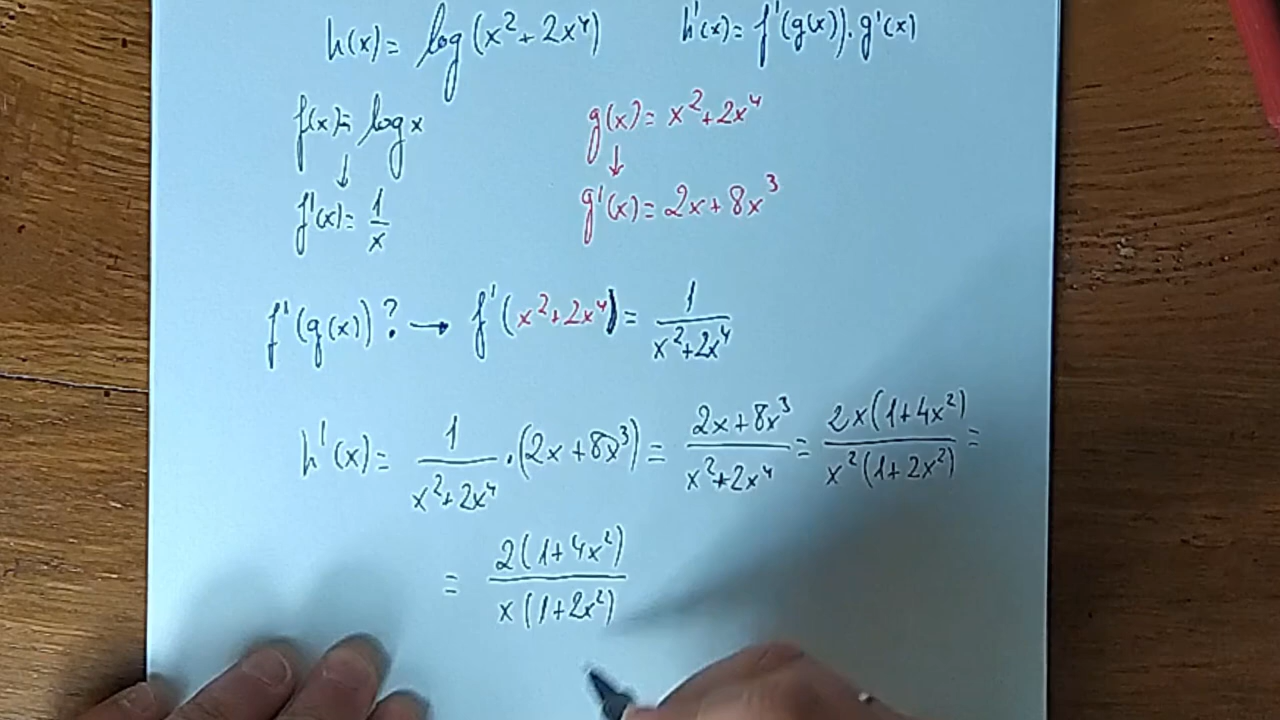 h(x) = log(x² + 2x⁴) h'(x) = f'(g(x)) · g'(x)
f(x) = log x g(x) = x² + 2x⁴
↓ ↓
f'(x) = 1/x g'(x) = 2x + 8x³
f'(g(x))? → f'(x² + 2x⁴) = 1/(x² + 2x⁴)
h'(x) = 1/(x² + 2x⁴) · (2x + 8x³) = (2x + 8x³)/(x² + 2x⁴) = 2x(1 + 4x²)/x²(1 + 2x²) =
= 2(1 + 4x²)/x(1 + 2x²)